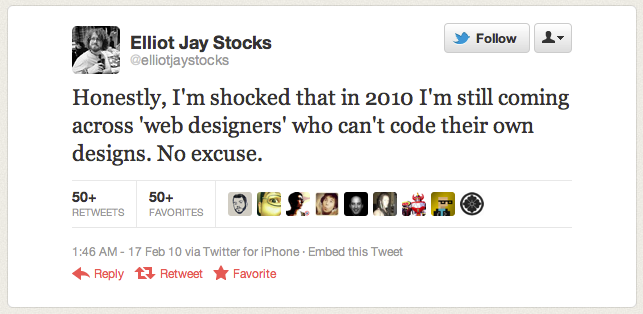 Elliot Jay Stocks
@elliotjaystocks
Follow
Honestly, I'm shocked that in 2010 I'm still coming
across 'web designers' who can't code their own
designs. No excuse.
50+
RETWEETS
50+
FAVORITES
1:46 AM - 17 Feb 10 via Twitter for iPhone · Embed this Tweet
Reply Retweet Favorite